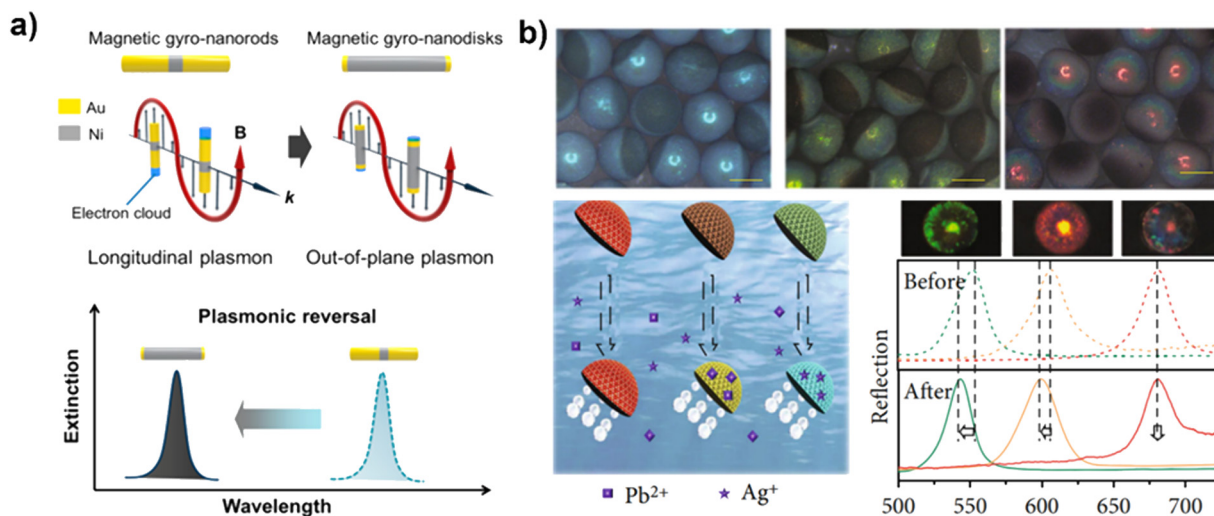 a)
Magnetic gyro-nanorods
Magnetic gyro-nanodisks
Au
Ni
B
k
Electron cloud
Longitudinal plasmon
Out-of-plane plasmon
Plasmonic reversal
Extinction
Wavelength
b)
Pb²⁺
Ag⁺
Before
After
Reflection
500
550
600
650
700